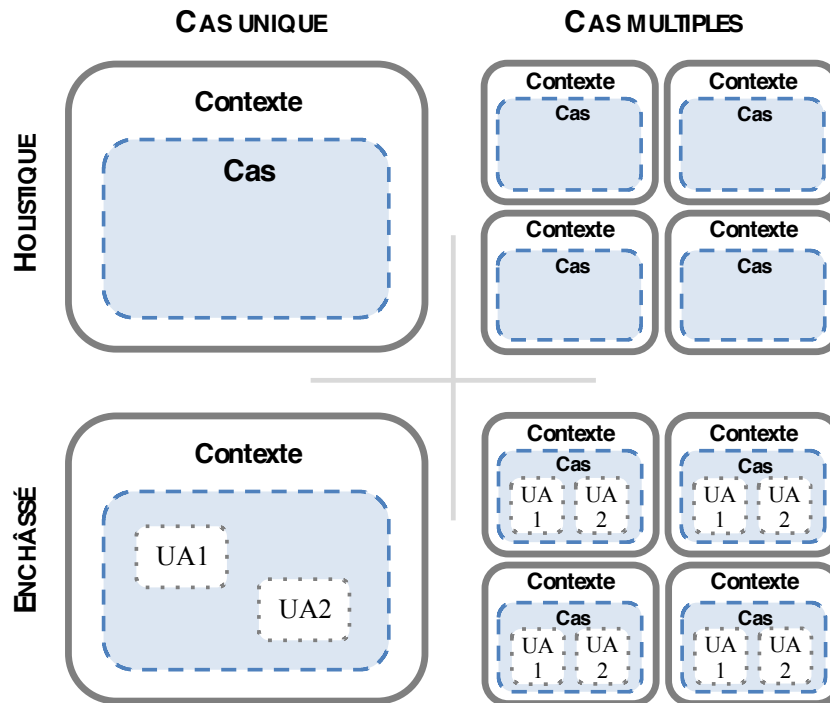 CAS UNIQUE
CAS MULTIPLES
HOLISTIQUE
Contexte
Cas
Contexte
Cas
Contexte
Cas
Contexte
Cas
Contexte
Cas
ENCHÂSSÉ
Contexte
UA1
UA2
Contexte
Cas
UA
1
UA
2
Contexte
Cas
UA
1
UA
2
Contexte
Cas
UA
1
UA
2
Contexte
Cas
UA
1
UA
2